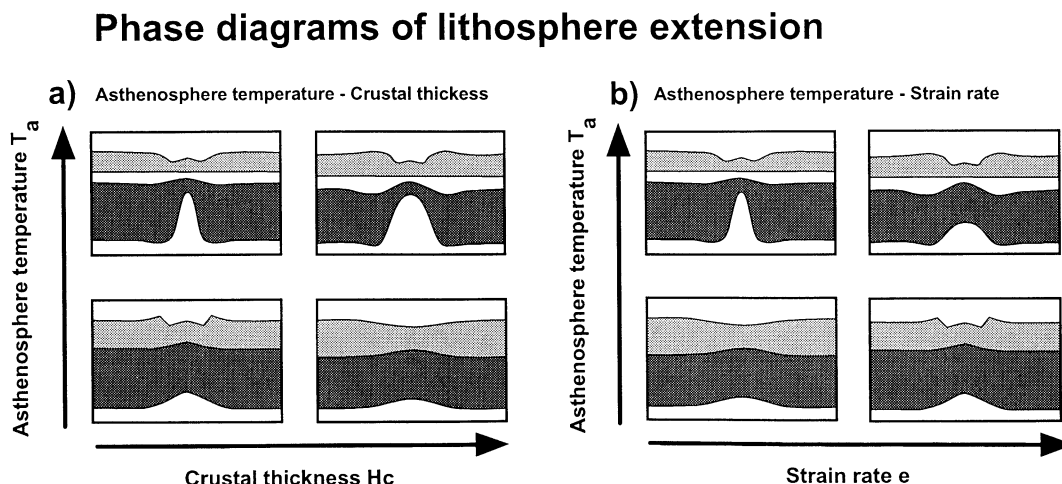 Phase diagrams of lithosphere extension
a) Asthenosphere temperature - Crustal thickess
Asthenosphere temperature Ta
Crustal thickness Hc
b) Asthenosphere temperature - Strain rate
Asthenosphere temperature Ta
Strain rate e